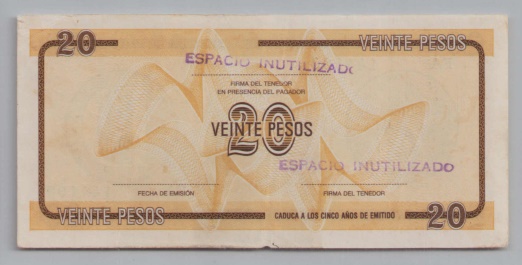 20 VEINTE PESOS
ESPACIO INUTILIZADO
FIRMA DEL TENEDOR
EN PRESENCIA DEL PAGADOR
20
VEINTE PESOS
ESPACIO INUTILIZADO
FECHA DE EMISIÓN FIRMA DEL TENEDOR
VEINTE PESOS CADUCA A LOS CINCO AÑOS DE EMITIDO 20